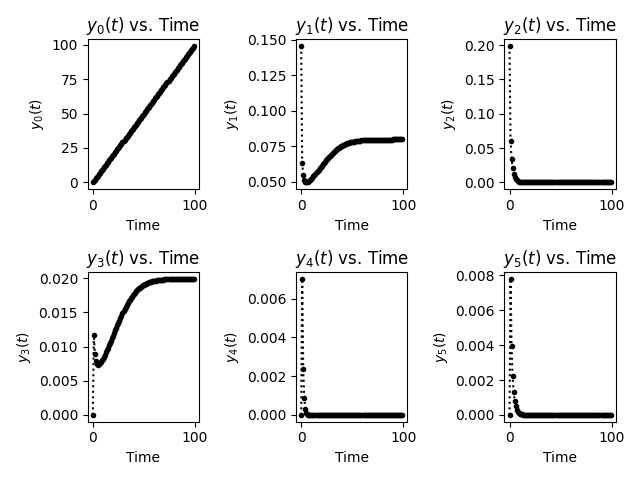 y₀(t) vs. Time
y₁(t) vs. Time
y₂(t) vs. Time
100
75
50
25
0
y₀(t)
0
100
Time
0.150
0.125
0.100
0.075
0.050
y₁(t)
0
100
Time
0.20
0.15
0.10
0.05
0.00
y₂(t)
0
100
Time
y₃(t) vs. Time
y₄(t) vs. Time
y₅(t) vs. Time
0.020
0.015
0.010
0.005
0.000
y₃(t)
0
100
Time
0.006
0.004
0.002
0.000
y₄(t)
0
100
Time
0.008
0.006
0.004
0.002
0.000
y₅(t)
0
100
Time